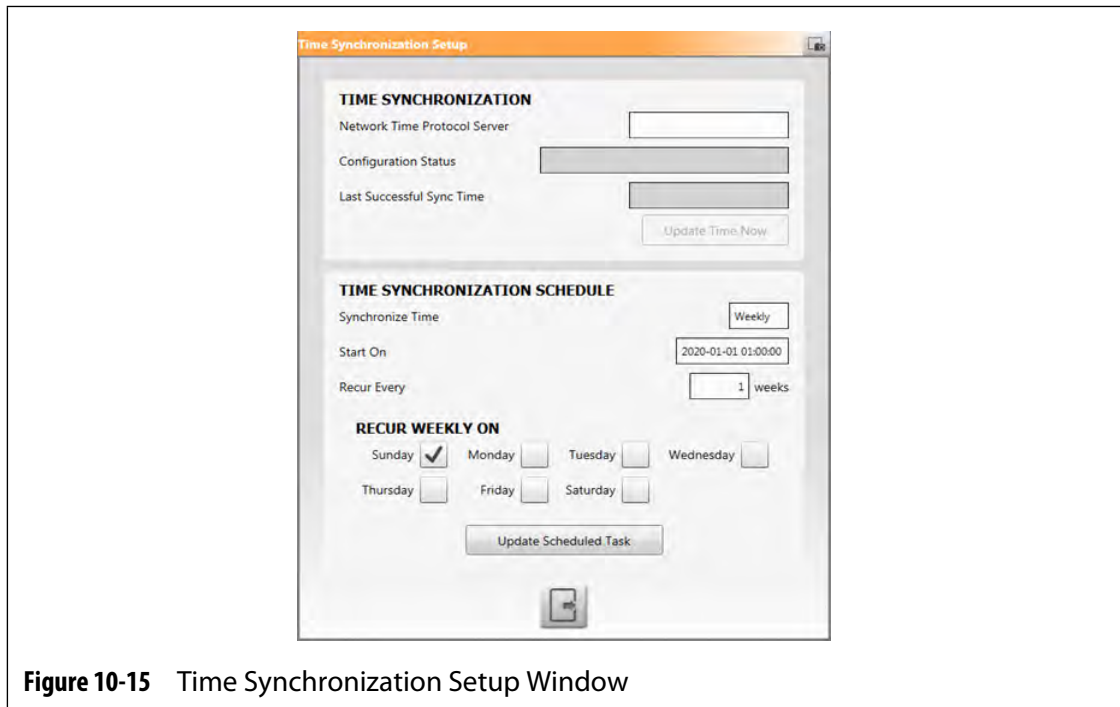 Time Synchronization Setup
TIME SYNCHRONIZATION
Network Time Protocol Server
Configuration Status
Last Successful Sync Time
Update Time Now
TIME SYNCHRONIZATION SCHEDULE
Synchronize Time Weekly
Start On 2020-01-01 01:00:00
Recur Every 1 weeks
RECUR WEEKLY ON
Sunday Monday Tuesday Wednesday
Thursday Friday Saturday
Update Scheduled Task
Figure 10-15 Time Synchronization Setup Window